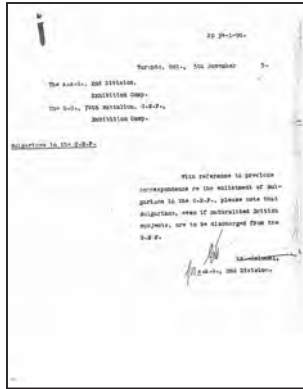 Toronto, Ont., 5th November 5-
The A.A.G., 2nd Division.
Exhibition Camp.
The O.C., 74th Battalion, C.E.F.,
Exhibition Camp.
Bulgarians in the C.E.F.
With reference to previous
correspondence re the enlistment of Bul-
garians in the C.E.F., please note that
Bulgarians, even if naturalized British
subjects, are to be discharged from the
C.E.F.
2nd Division.